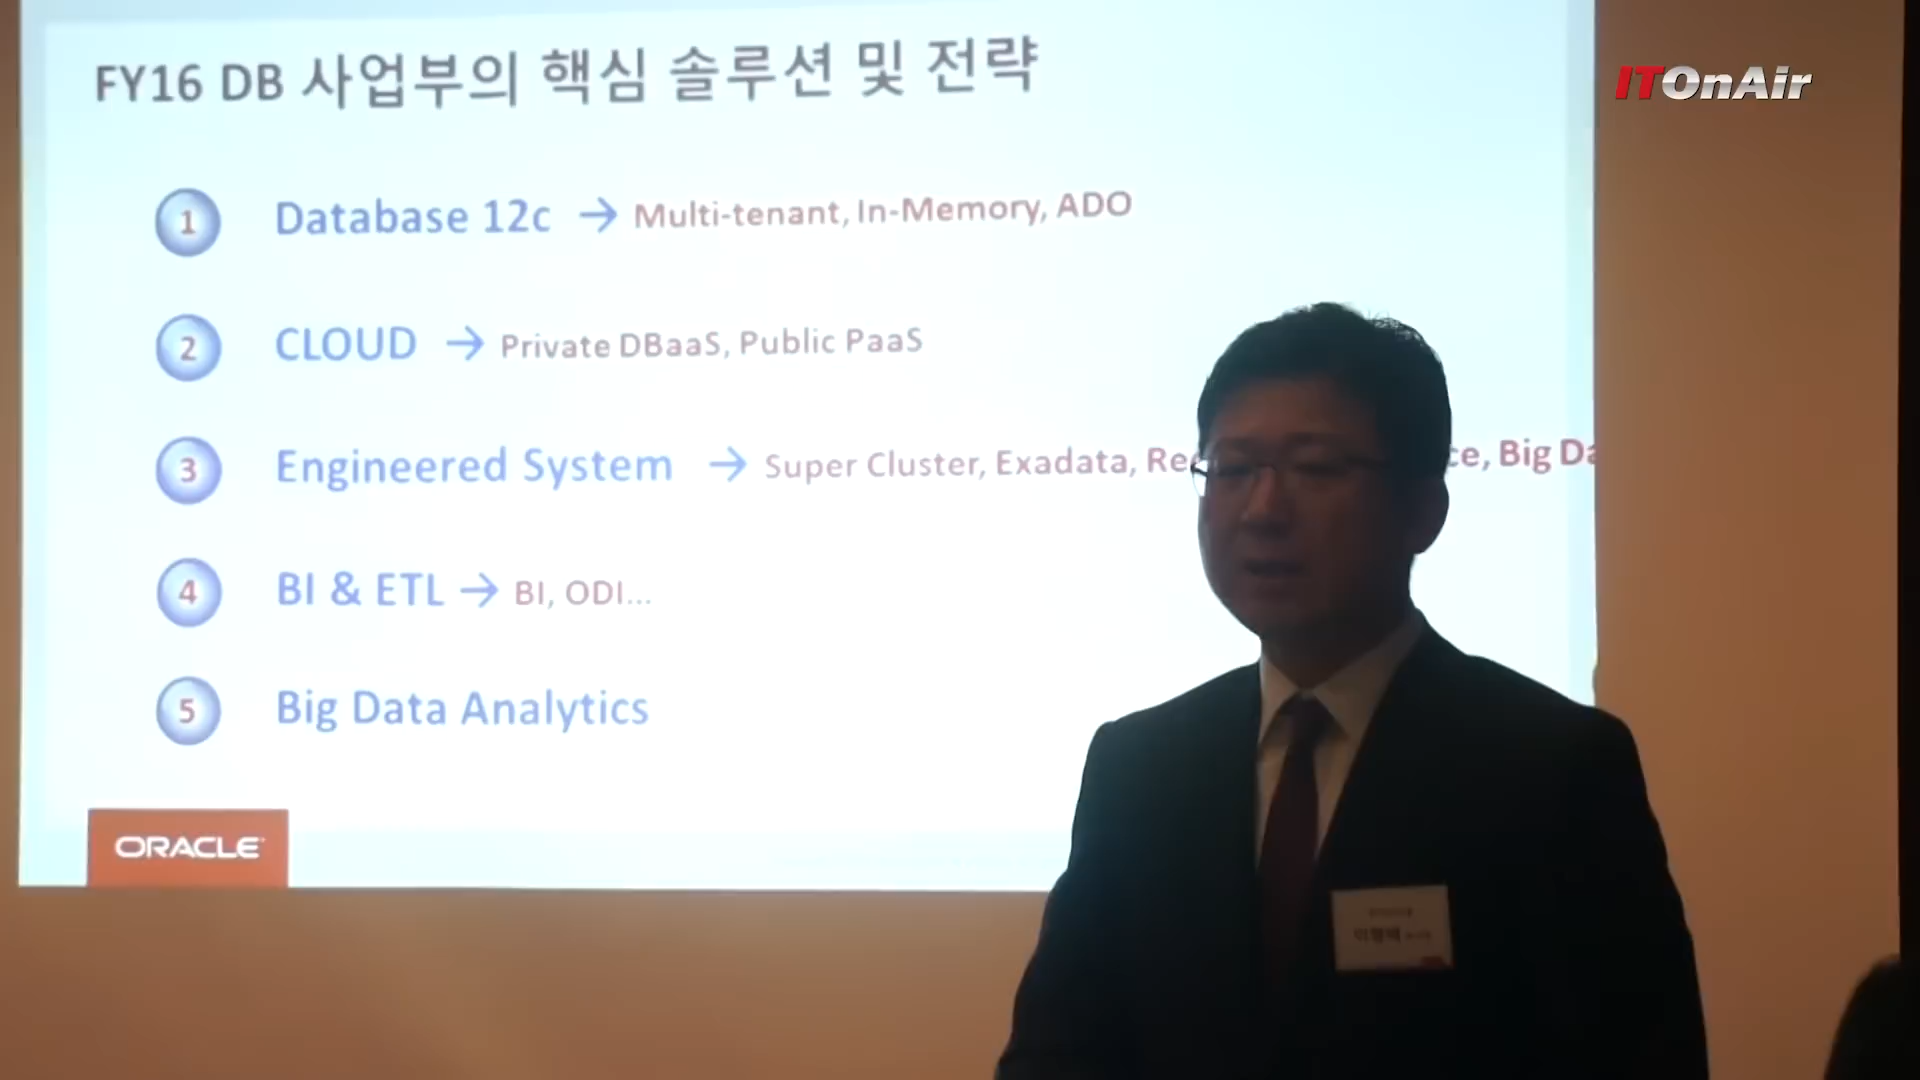 FY16 DB 사업부의 핵심 솔루션 및 전략
ITOnAir
1 Database 12c → Multi-tenant, In-Memory, ADO
2 CLOUD → Private DBaaS, Public PaaS
3 Engineered System → Super Cluster, Exadata, Big
4 BI & ETL → BI, ODI...
5 Big Data Analytics
ORACLE